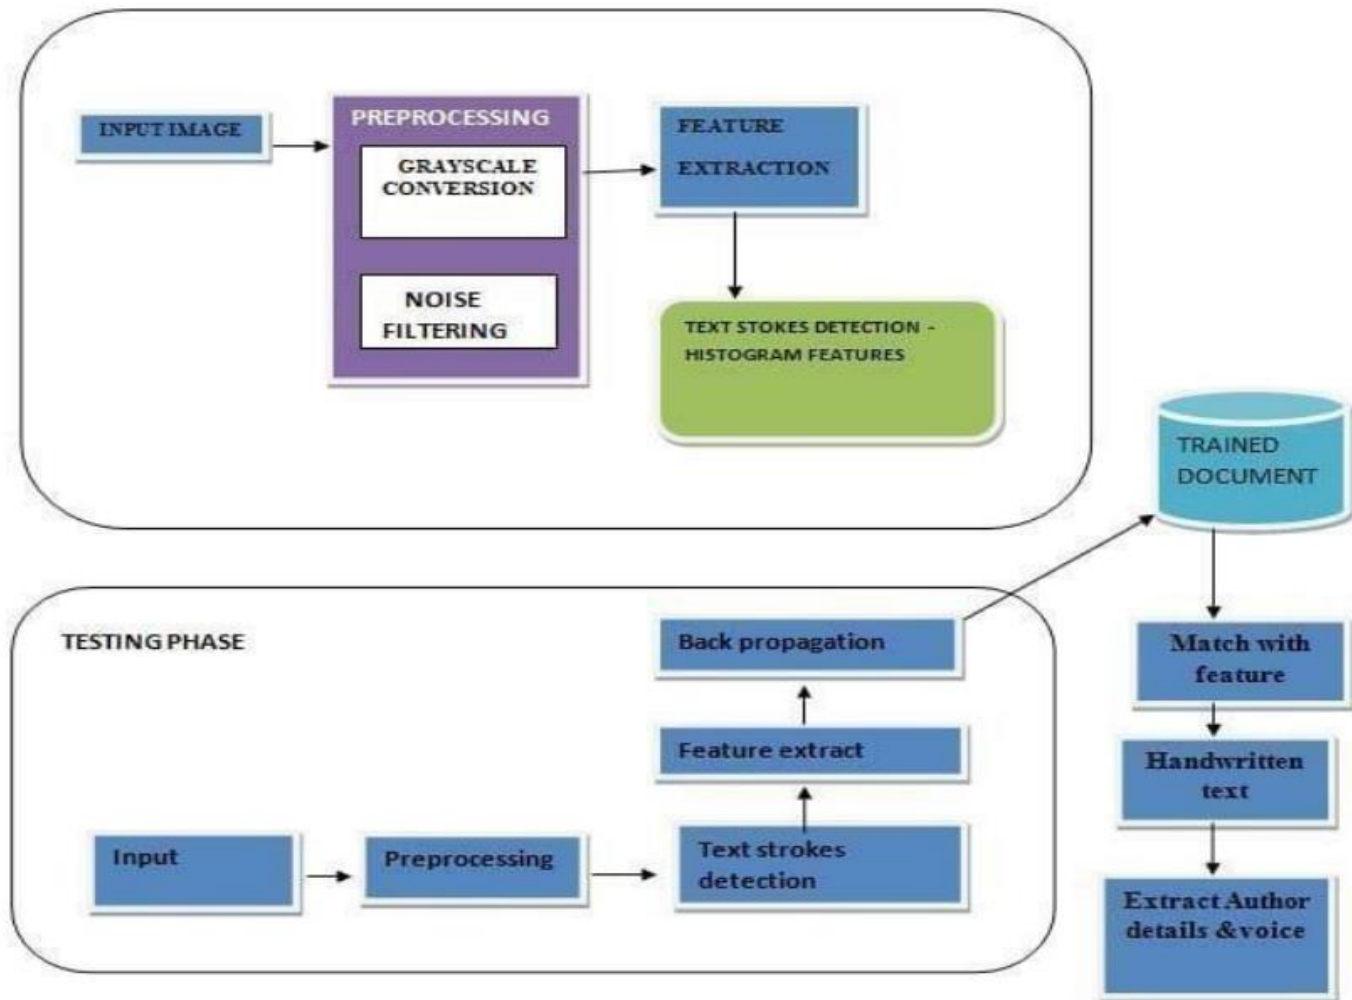 INPUT IMAGE
PREPROCESSING
GRAYSCALE
CONVERSION
NOISE
FILTERING
FEATURE
EXTRACTION
TEXT STOKES DETECTION -
HISTOGRAM FEATURES
TRAINED
DOCUMENT
TESTING PHASE
Back propagation
Feature extract
Input
Preprocessing
Text strokes
detection
Match with
feature
Handwritten
text
Extract Author
details &voice